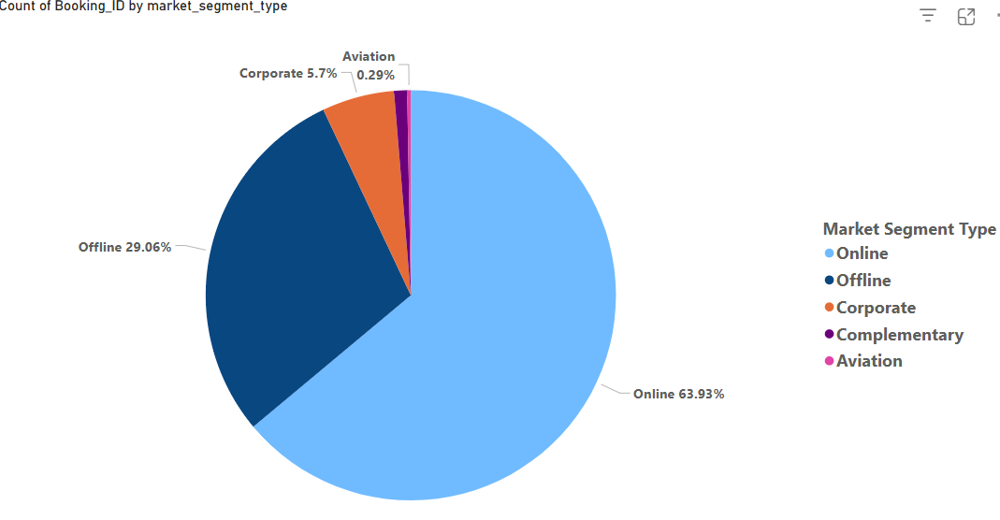 Count of Booking_ID by market_segment_type
Aviation
0.29%
Corporate 5.7%
Offline 29.06%
Online 63.93%
Market Segment Type
Online
Offline
Corporate
Complementary
Aviation